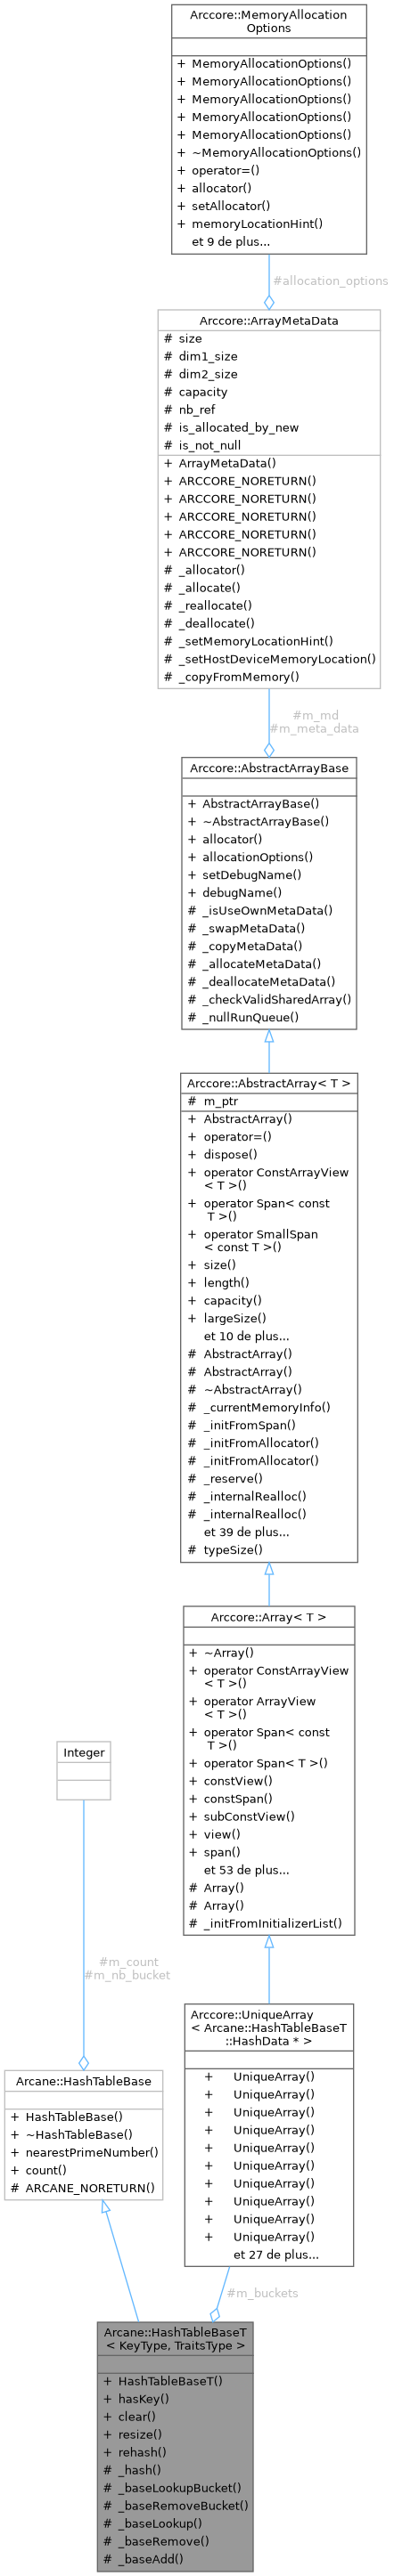 Arccore::MemoryAllocation
Options
+ MemoryAllocationOptions()
+ MemoryAllocationOptions()
+ MemoryAllocationOptions()
+ MemoryAllocationOptions()
+ MemoryAllocationOptions()
+ ~MemoryAllocationOptions()
+ operator=()
+ allocator()
+ setAllocator()
+ memoryLocationHint()
et 9 de plus...
#allocation_options
Arccore::ArrayMetaData
# size
# dim1_size
# dim2_size
# capacity
# nb_ref
# is_allocated_by_new
# is_not_null
+ ArrayMetaData()
+ ARCCORE_NORETURN()
+ ARCCORE_NORETURN()
+ ARCCORE_NORETURN()
+ ARCCORE_NORETURN()
+ ARCCORE_NORETURN()
# _allocator()
# _allocate()
# _reallocate()
# _deallocate()
# _setMemoryLocationHint()
# _setHostDeviceMemoryLocation()
# _copyFromMemory()
#m_md
#m_meta_data
Arccore::AbstractArrayBase
+ AbstractArrayBase()
+ ~AbstractArrayBase()
+ allocator()
+ allocationOptions()
+ setDebugName()
+ debugName()
# _isUseOwnMetaData()
# _swapMetaData()
# _copyMetaData()
# _allocateMetaData()
# _deallocateMetaData()
# _checkValidSharedArray()
# _nullRunQueue()
Arccore::AbstractArray< T >
# m_ptr
+ AbstractArray()
+ operator=()
+ dispose()
+ operator ConstArrayView
< T >()
+ operator Span< const
T >()
+ operator SmallSpan
< const T >()
+ size()
+ length()
+ capacity()
+ largeSize()
et 10 de plus...
# AbstractArray()
# AbstractArray()
# ~AbstractArray()
# _currentMemoryInfo()
# _initFromSpan()
# _initFromAllocator()
# _initFromAllocator()
# _reserve()
# _internalRealloc()
# _internalRealloc()
et 39 de plus...
# typeSize()
Arccore::Array< T >
+ ~Array()
+ operator ConstArrayView
< T >()
+ operator ArrayView
< T >()
+ operator Span< const
T >()
+ operator Span< T >()
+ constView()
+ constSpan()
+ subConstView()
+ view()
+ span()
et 53 de plus...
# Array()
# Array()
# _initFromInitializerList()
Integer
#m_count
#m_nb_bucket
Arccore::UniqueArray
< Arcane::HashTableBaseT
::HashData * >
+ UniqueArray()
+ UniqueArray()
+ UniqueArray()
+ UniqueArray()
+ UniqueArray()
+ UniqueArray()
+ UniqueArray()
+ UniqueArray()
+ UniqueArray()
+ UniqueArray()
et 27 de plus...
Arcane::HashTableBase
+ HashTableBase()
+ ~HashTableBase()
+ nearestPrimeNumber()
+ count()
# ARCANE_NORETURN()
#m_buckets
Arcane::HashTableBaseT
< KeyType, TraitsType >
+ HashTableBaseT()
+ hasKey()
+ clear()
+ resize()
+ rehash()
# _hash()
# _baseLookupBucket()
# _baseRemoveBucket()
# _baseLookup()
# _baseRemove()
# _baseAdd()